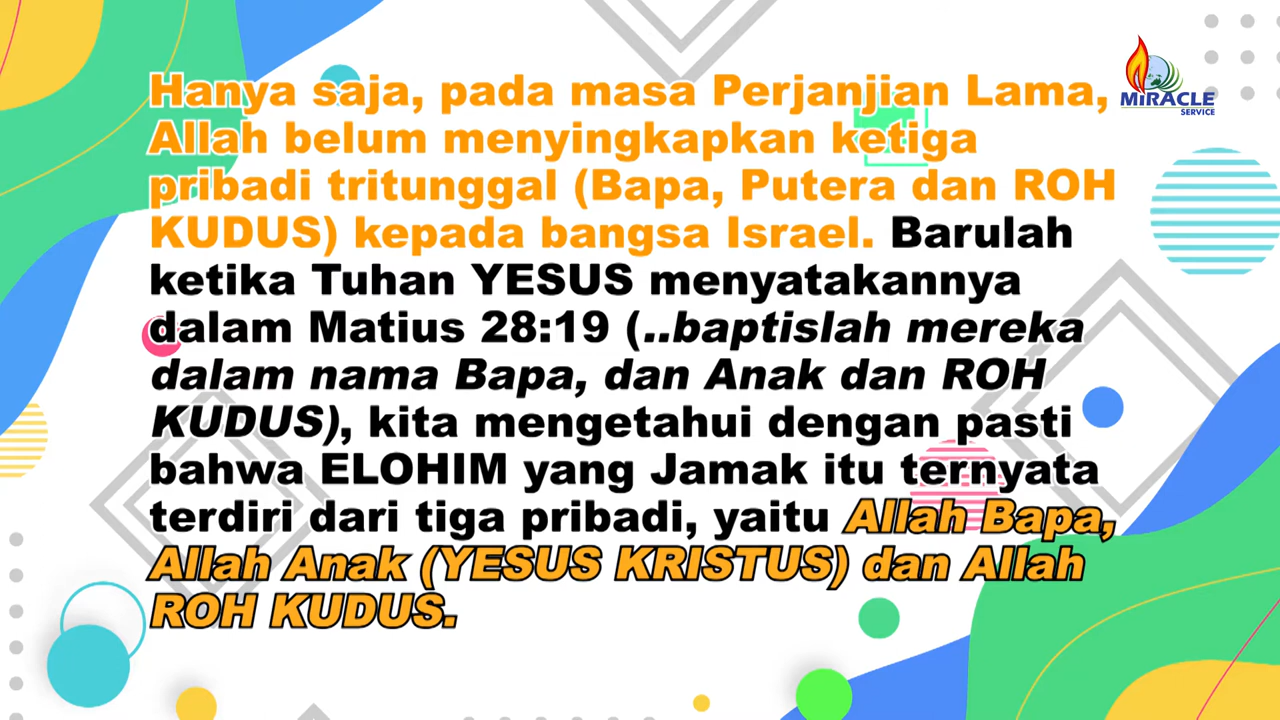 MiRACLE
SERVICE
Hanya saja, pada masa Perjanjian Lama,
Allah belum menyingkapkan ketiga
pribadi tritunggal (Bapa, Putera dan ROH
KUDUS) kepada bangsa Israel. Barulah
ketika Tuhan YESUS menyatakannya
dalam Matius 28:19 (..baptislah mereka
dalam nama Bapa, dan Anak dan ROH
KUDUS), kita mengetahui dengan pasti
bahwa ELOHIM yang Jamak itu ternyata
terdiri dari tiga pribadi, yaitu Allah Bapa,
Allah Anak (YESUS KRISTUS) dan Allah
ROH KUDUS.